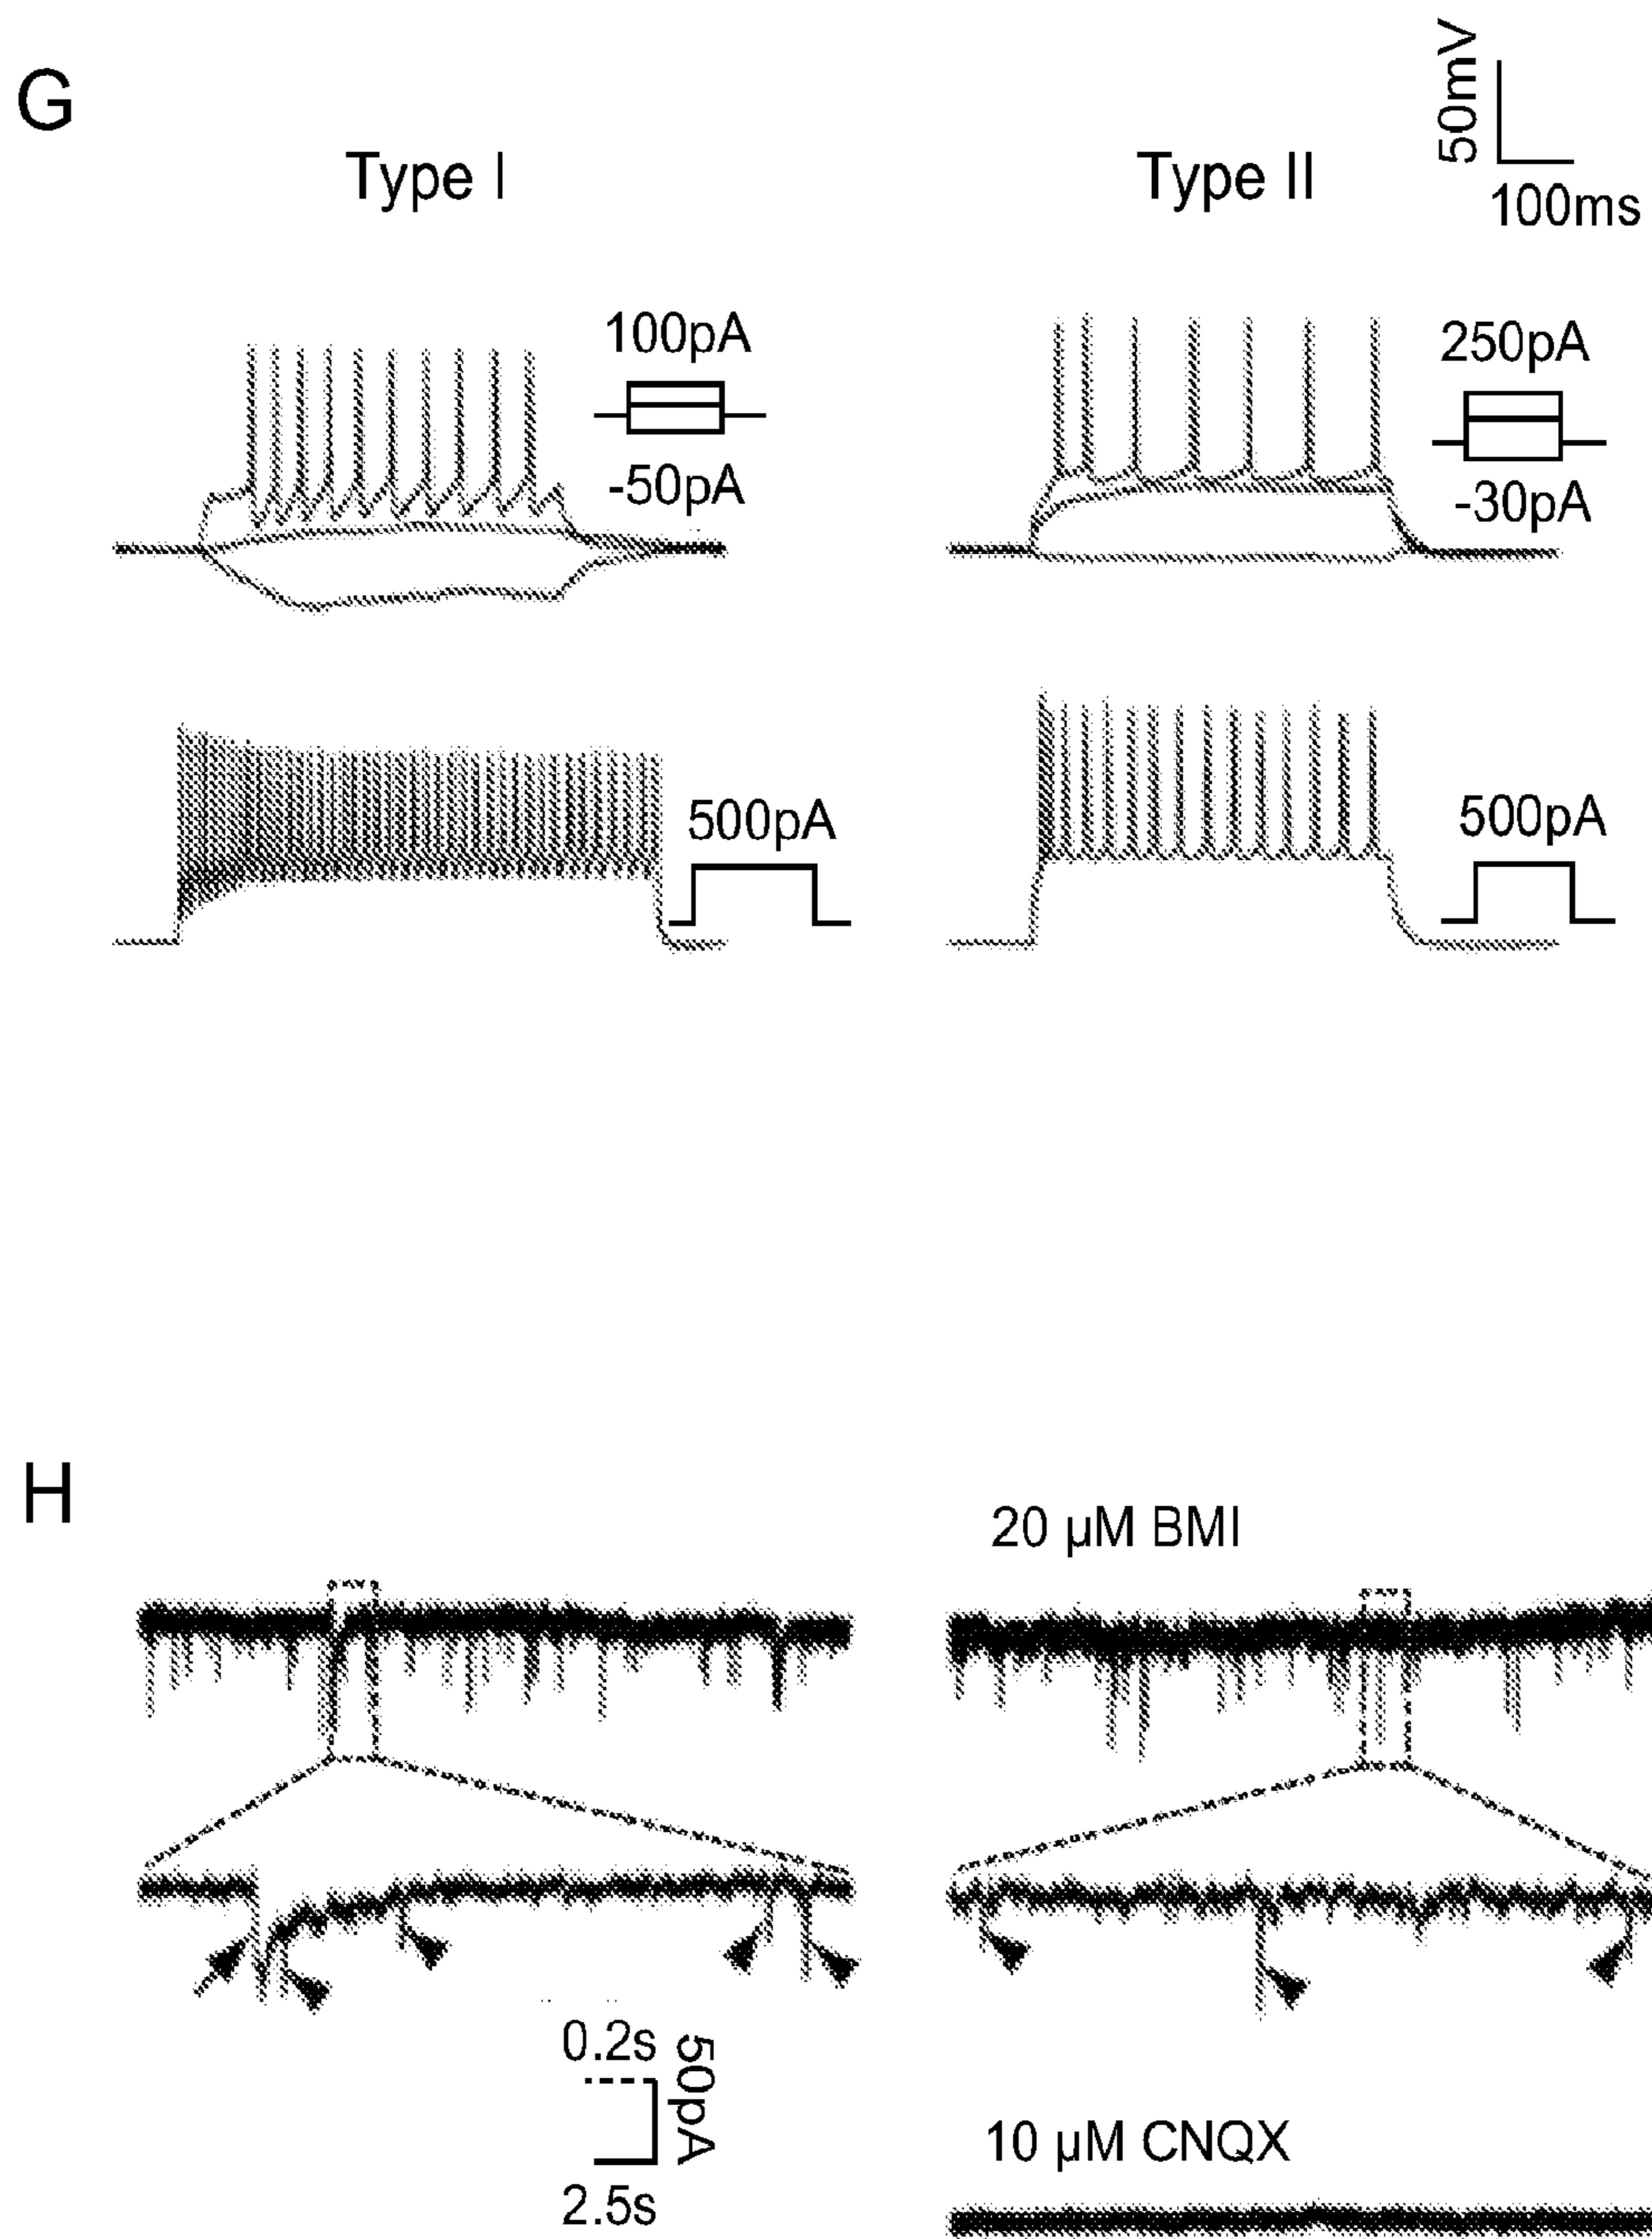 G
Type I
Type II
50mV
100ms
100pA
-50pA
250pA
-30pA
500pA
500pA
H
20 µM BMI
0.2s
50pA
2.5s
10 µM CNQX